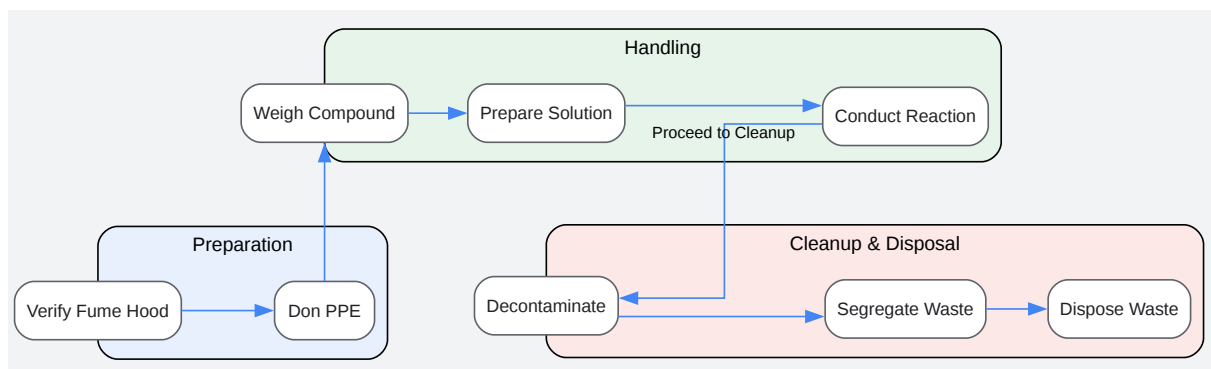 Handling
Weigh Compound
Prepare Solution
Conduct Reaction
Proceed to Cleanup
Preparation
Verify Fume Hood
Don PPE
Cleanup & Disposal
Decontaminate
Segregate Waste
Dispose Waste